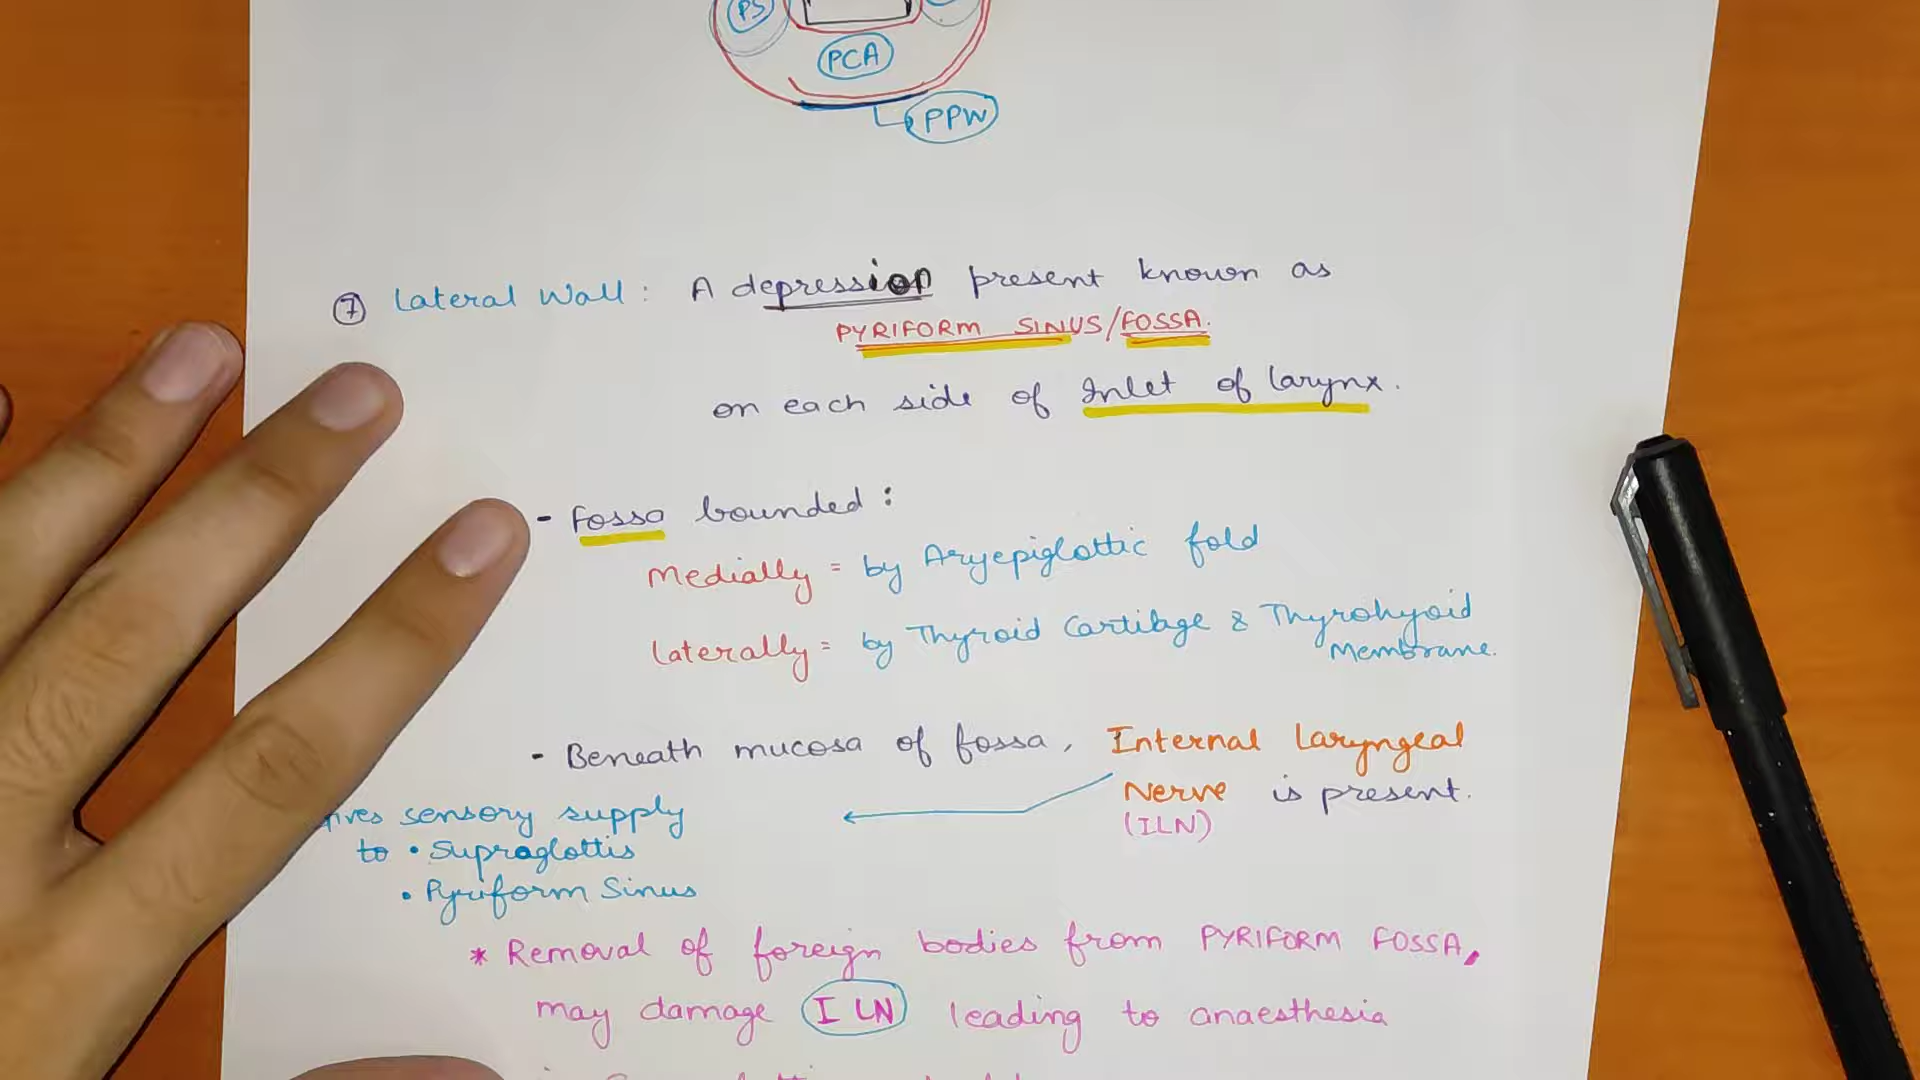 PS
PCA
PPW
7 Lateral Wall : A depression present known as
PYRIFORM SINUS/FOSSA.
on each side of Inlet of larynx.
- Fossa bounded :
Medially = by Aryepiglottic fold
Laterally = by Thyroid Cartilage & Thyrohyoid
Membrane.
- Beneath mucosa of fossa, Internal Laryngeal
Nerve is present.
(ILN)
sensory supply
to • Supraglottis
• Pyriform Sinus
* Removal of foreign bodies from PYRIFORM FOSSA,
may damage ILN leading to anaesthesia